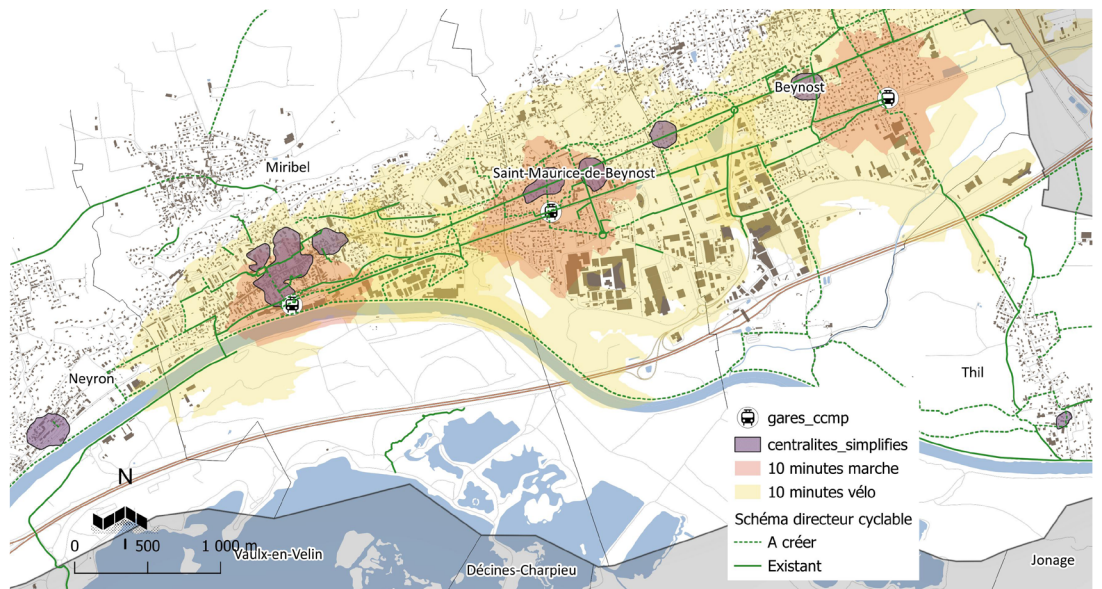 Beynost
Miribel
Saint-Maurice-de-Beynost
Neyron
Thil
N
0 500 1 000 m
Vaulx-en-Velin
Décines-Charpieu
Jonage
gares_ccmp
centralites_simplifies
10 minutes marche
10 minutes vélo
Schéma directeur cyclable
A créer
Existant